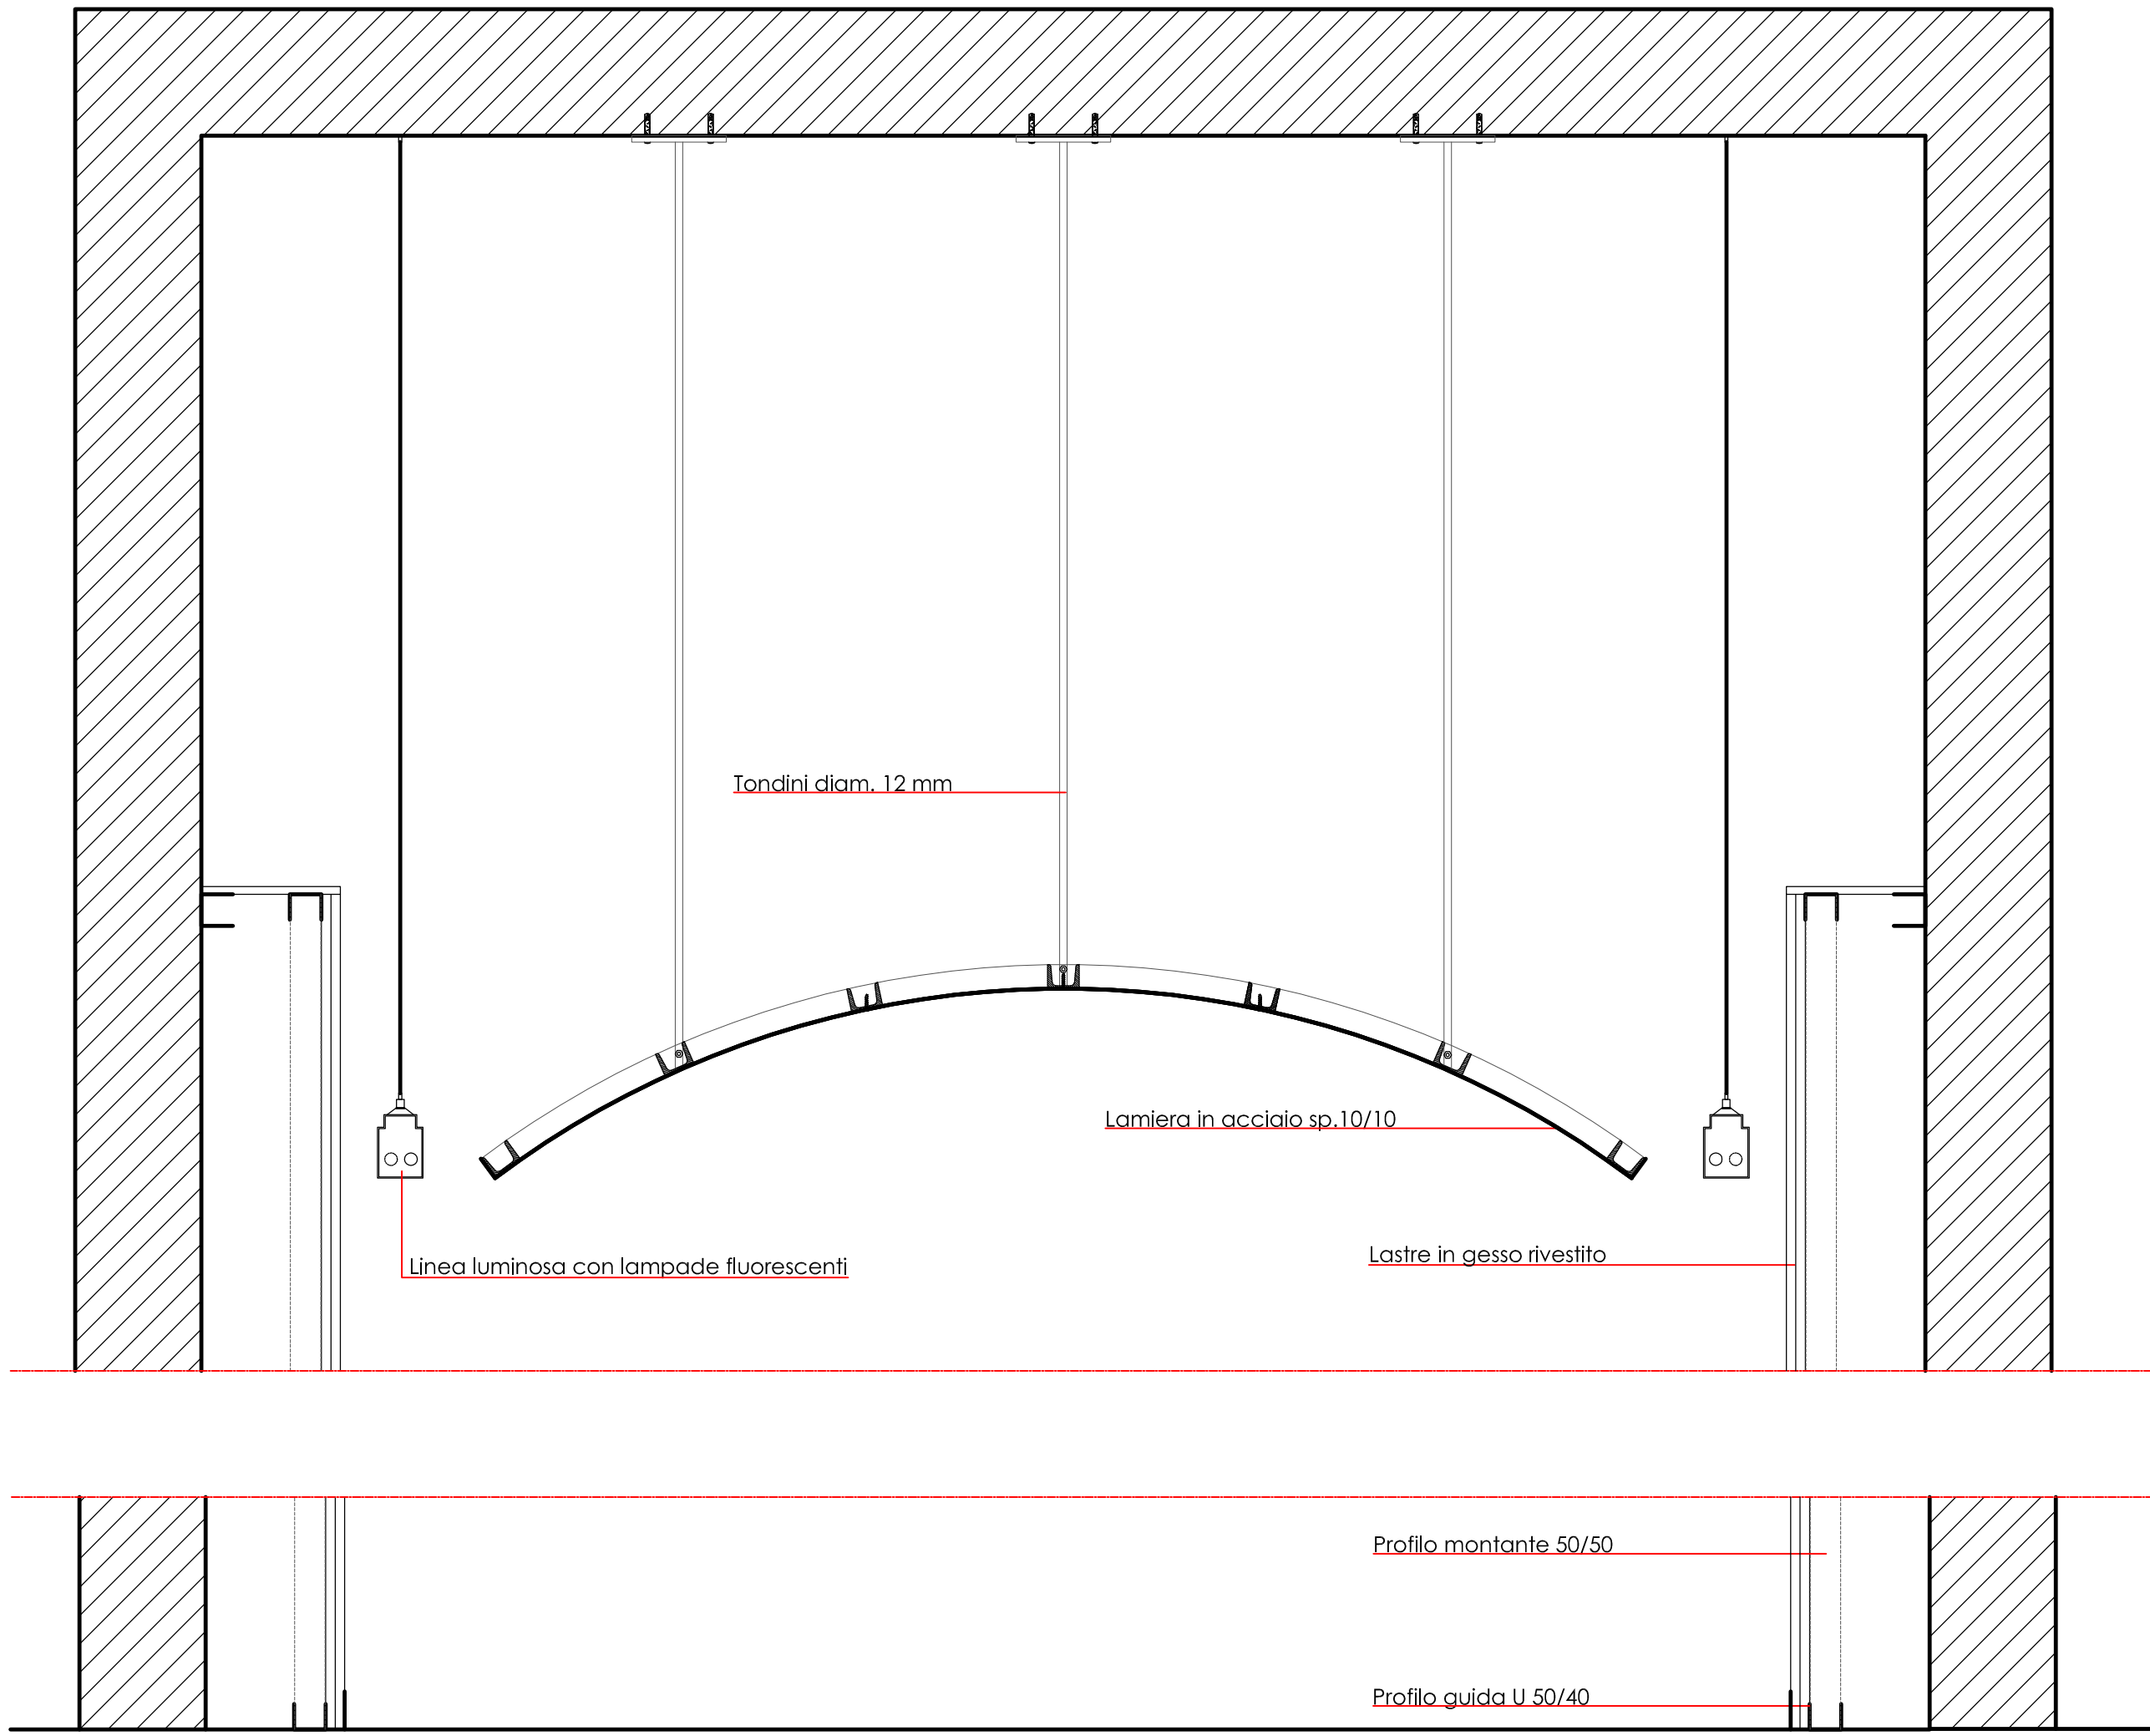 Tondini diam. 12 mm
Lamiera in acciaio sp.10/10
Lastre in gesso rivestito
Linea luminosa con lampade fluorescenti
Profilo montante 50/50
Profilo guida U 50/40